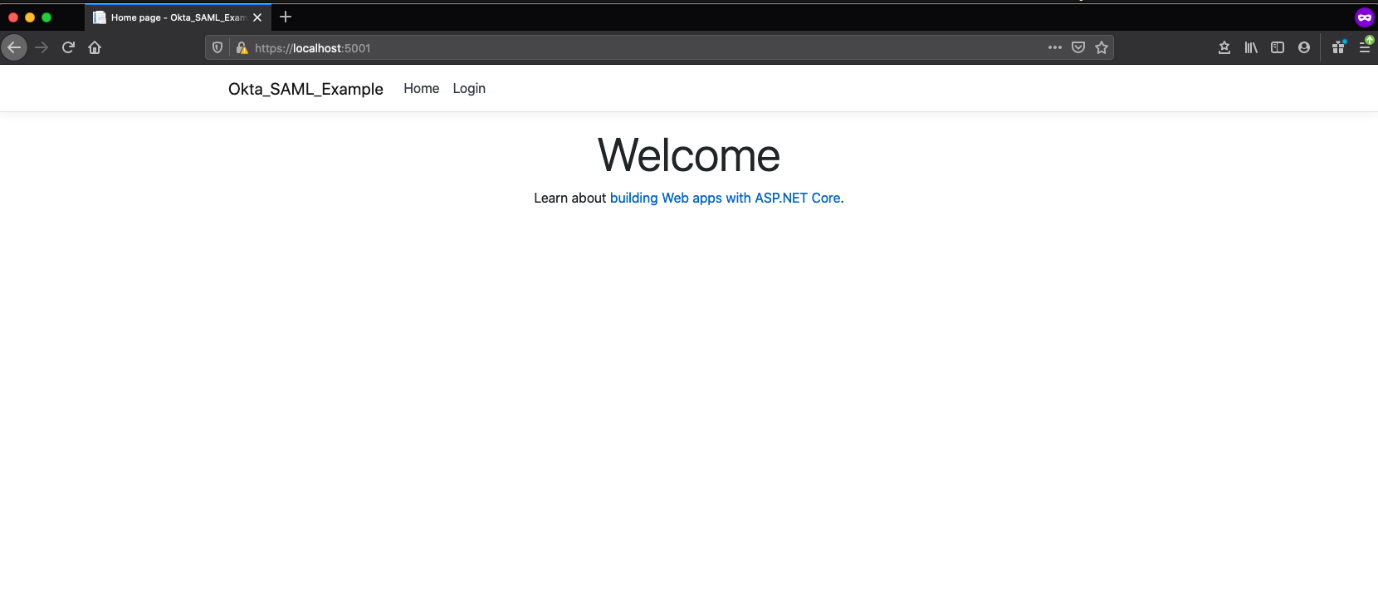 Home page - Okta_SAML_Exam
https://localhost:5001
Okta_SAML_Example Home Login
Welcome
Learn about building Web apps with ASP.NET Core.